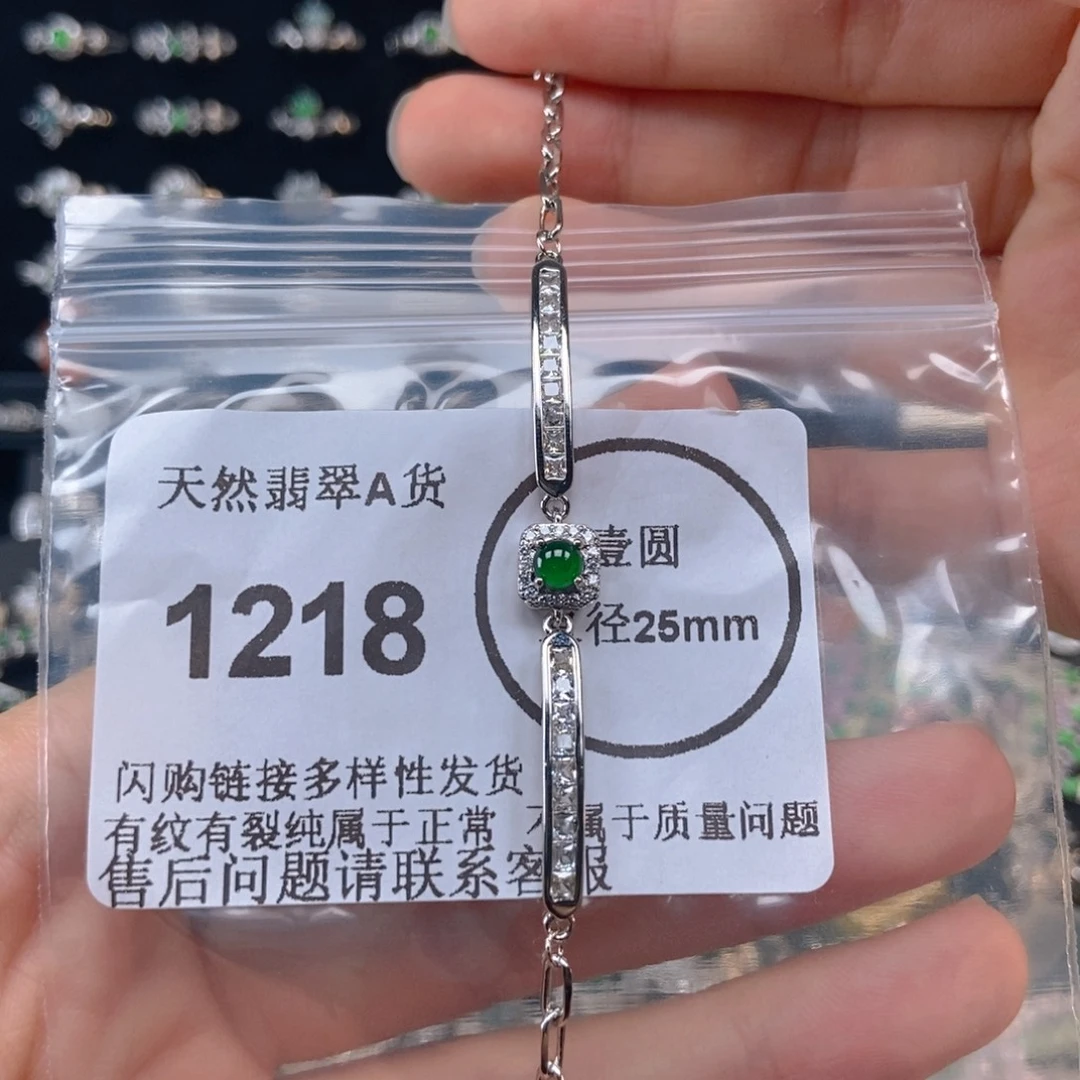 天然翡翠A货
1218
壹圆
径25mm
闪购链接多样性发货
有纹有裂纯属于正常 不属于质量问题
售后问题请联系客服